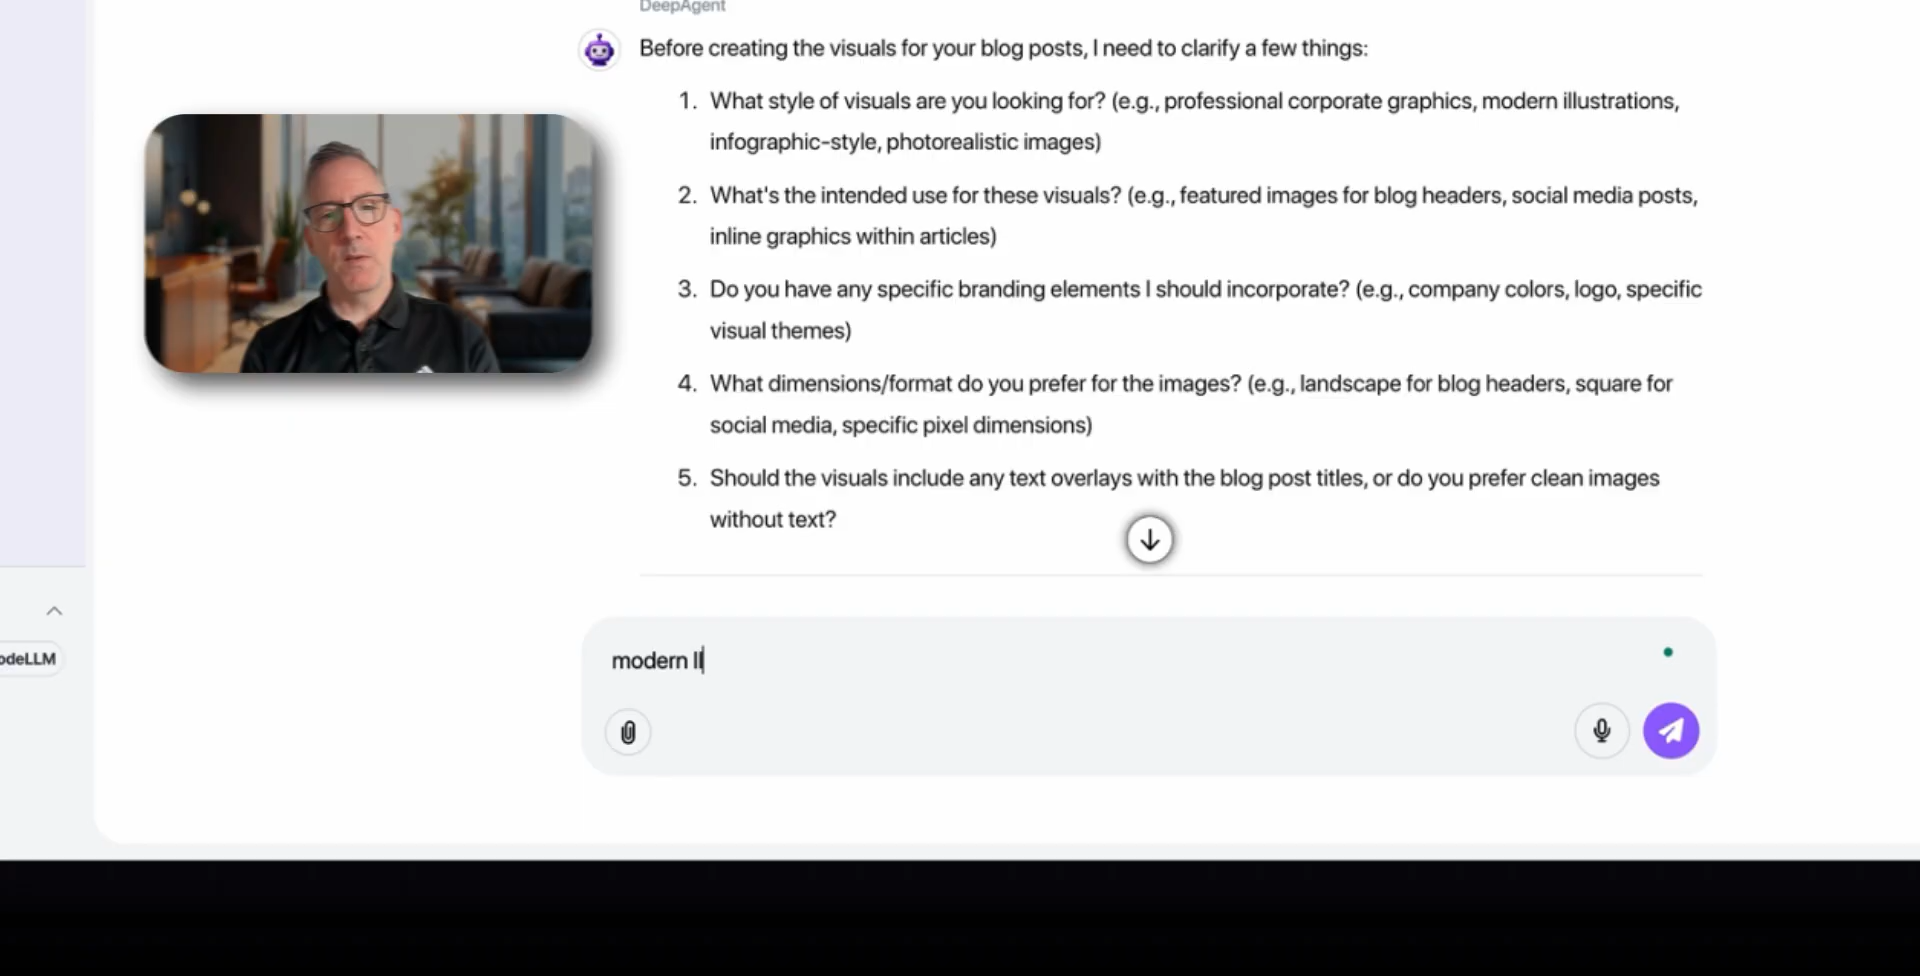 DeepAgent
Before creating the visuals for your blog posts, I need to clarify a few things:
1. What style of visuals are you looking for? (e.g., professional corporate graphics, modern illustrations,
infographic-style, photorealistic images)
2. What's the intended use for these visuals? (e.g., featured images for blog headers, social media posts,
inline graphics within articles)
3. Do you have any specific branding elements I should incorporate? (e.g., company colors, logo, specific
visual themes)
4. What dimensions/format do you prefer for the images? (e.g., landscape for blog headers, square for
social media, specific pixel dimensions)
5. Should the visuals include any text overlays with the blog post titles, or do you prefer clean images
without text?
odeLLM
modern Il